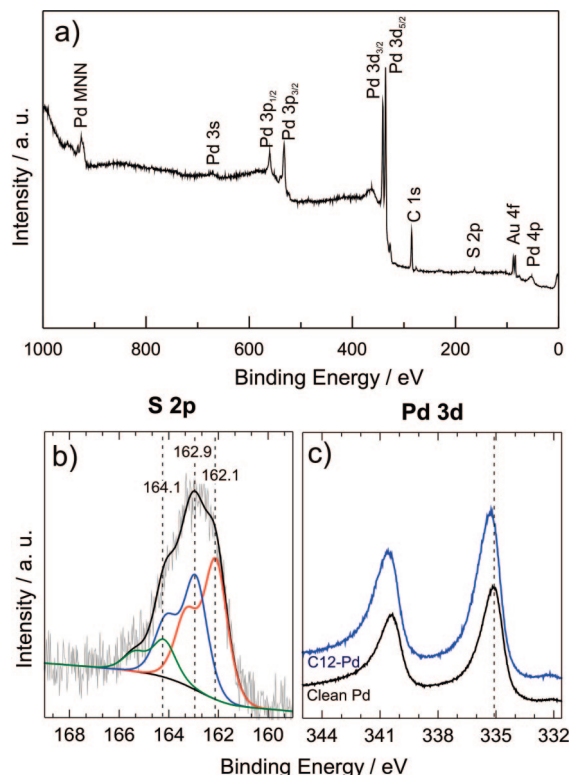 a)
Intensity / a. u.
Pd MNN
Pd 3s
Pd 3p1/2
Pd 3p3/2
Pd 3d3/2
Pd 3d5/2
C 1s
S 2p
Au 4f
Pd 4p
1000 800 600 400 200 0
Binding Energy / eV
S 2p
Pd 3d
b)
Intensity / a. u.
162.9
164.1
162.1
168 166 164 162 160
c)
C12-Pd
Clean Pd
344 341 338 335 332
Binding Energy / eV